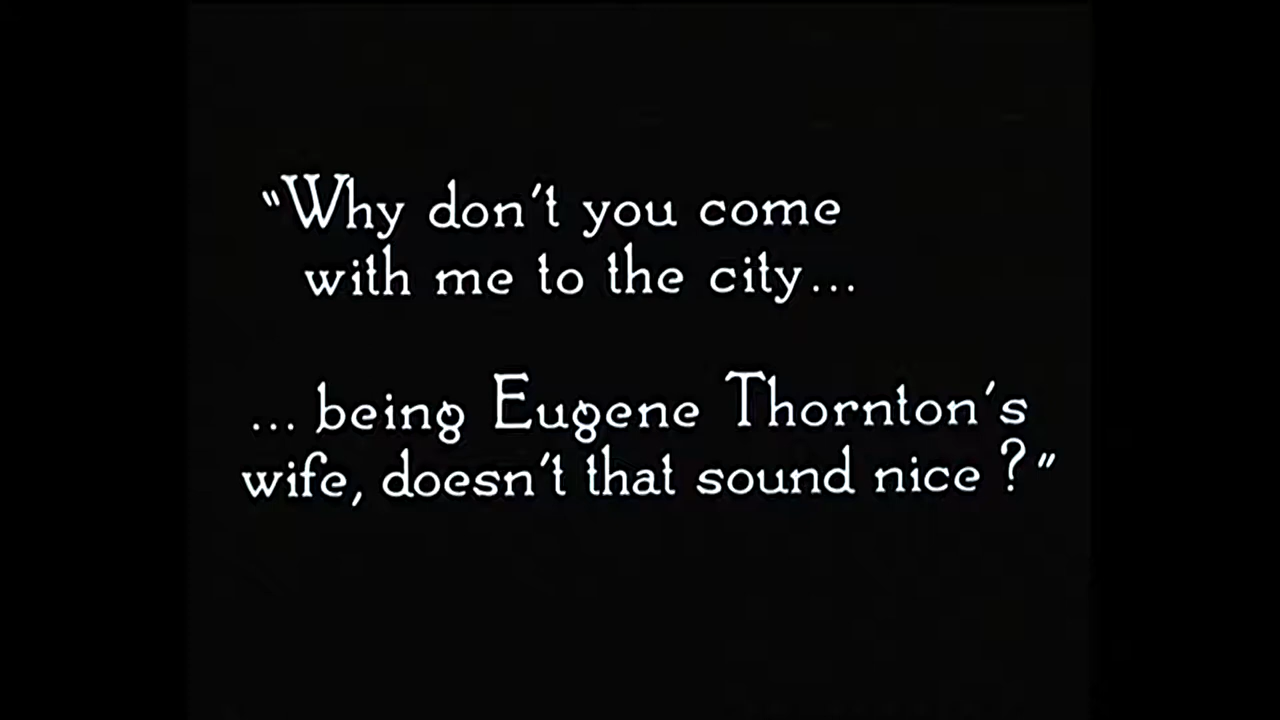 “Why don't you come
with me to the city...
... being Eugene Thornton's
wife, doesn't that sound nice ?”